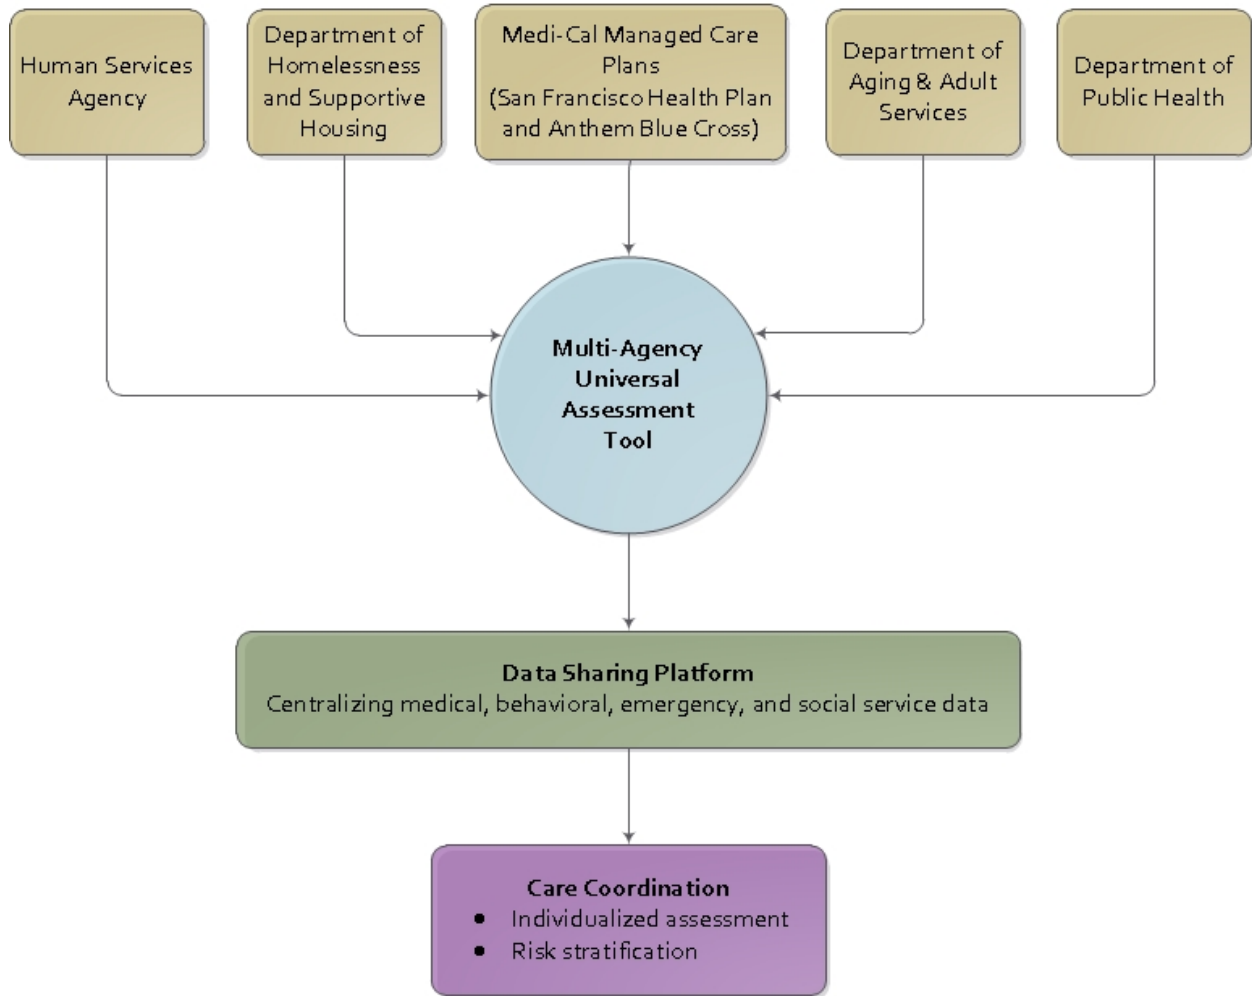 Human Services
Agency
Department of
Homelessness
and Supportive
Housing
Medi-Cal Managed Care
Plans
(San Francisco Health Plan
and Anthem Blue Cross)
Department of
Aging & Adult
Services
Department of
Public Health
Multi-Agency
Universal
Assessment
Tool
Data Sharing Platform
Centralizing medical, behavioral, emergency, and social service data
Care Coordination
● Individualized assessment
● Risk stratification